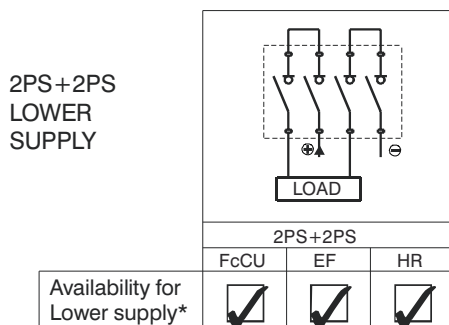 2PS+2PS
LOWER
SUPPLY
⊕
⊖
LOAD
2PS+2PS
FcCU EF HR
Availability for
Lower supply*